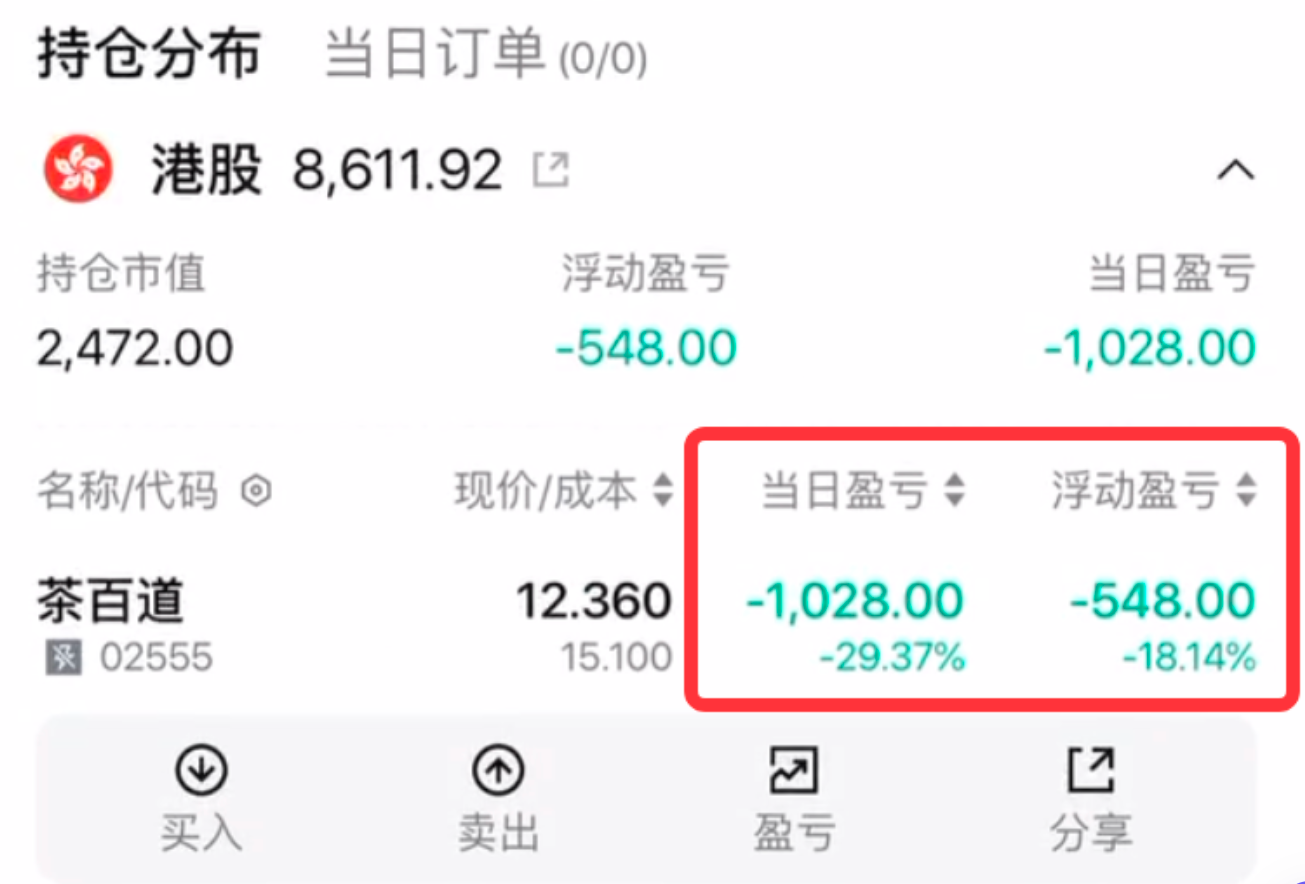 持仓分布 当日订单(0/0)
港股 8,611.92
持仓市值 浮动盈亏 当日盈亏
2,472.00 -548.00 -1,028.00
名称/代码 现价/成本 当日盈亏 浮动盈亏
茶百道 12.360 -1,028.00 -548.00
02555 15.100 -29.37% -18.14%
买入 卖出 盈亏 分享